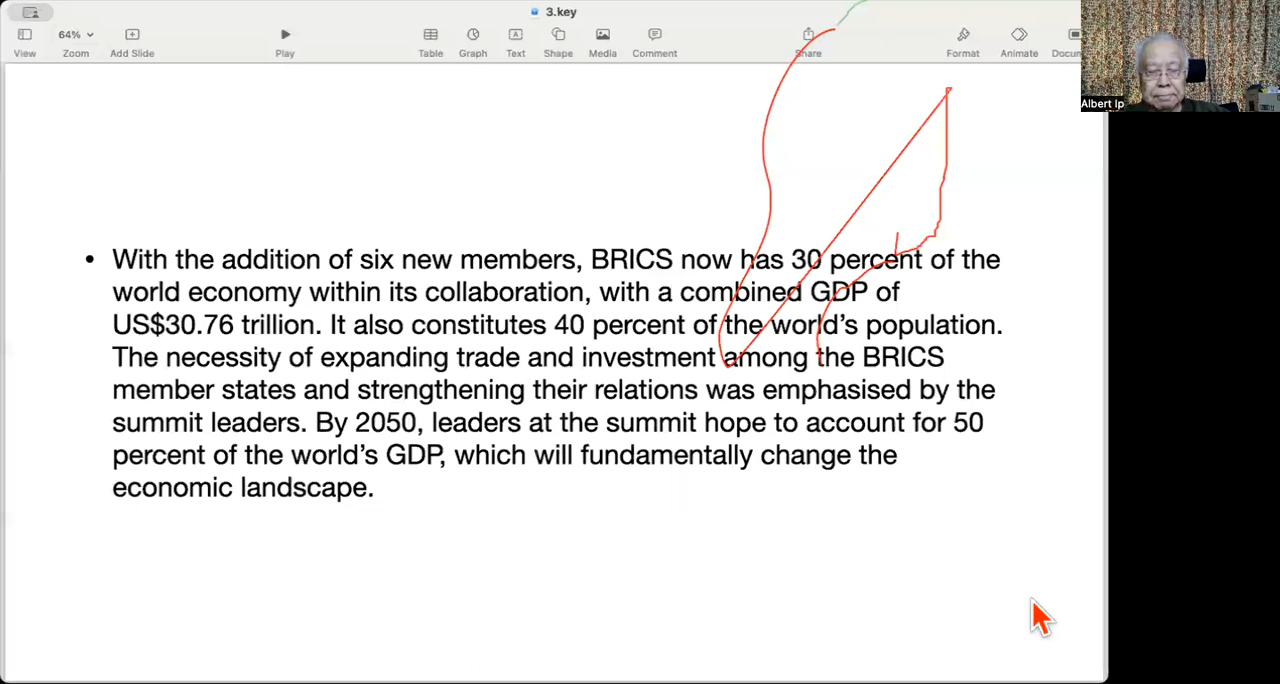 3.key
64%
View
Zoom
Add Slide
Play
Table
Graph
Text
Shape
Media
Comment
Share
Format
Animate
Docum
Albert Ip
• With the addition of six new members, BRICS now has 30 percent of the
world economy within its collaboration, with a combined GDP of
US$30.76 trillion. It also constitutes 40 percent of the world’s population.
The necessity of expanding trade and investment among the BRICS
member states and strengthening their relations was emphasised by the
summit leaders. By 2050, leaders at the summit hope to account for 50
percent of the world’s GDP, which will fundamentally change the
economic landscape.